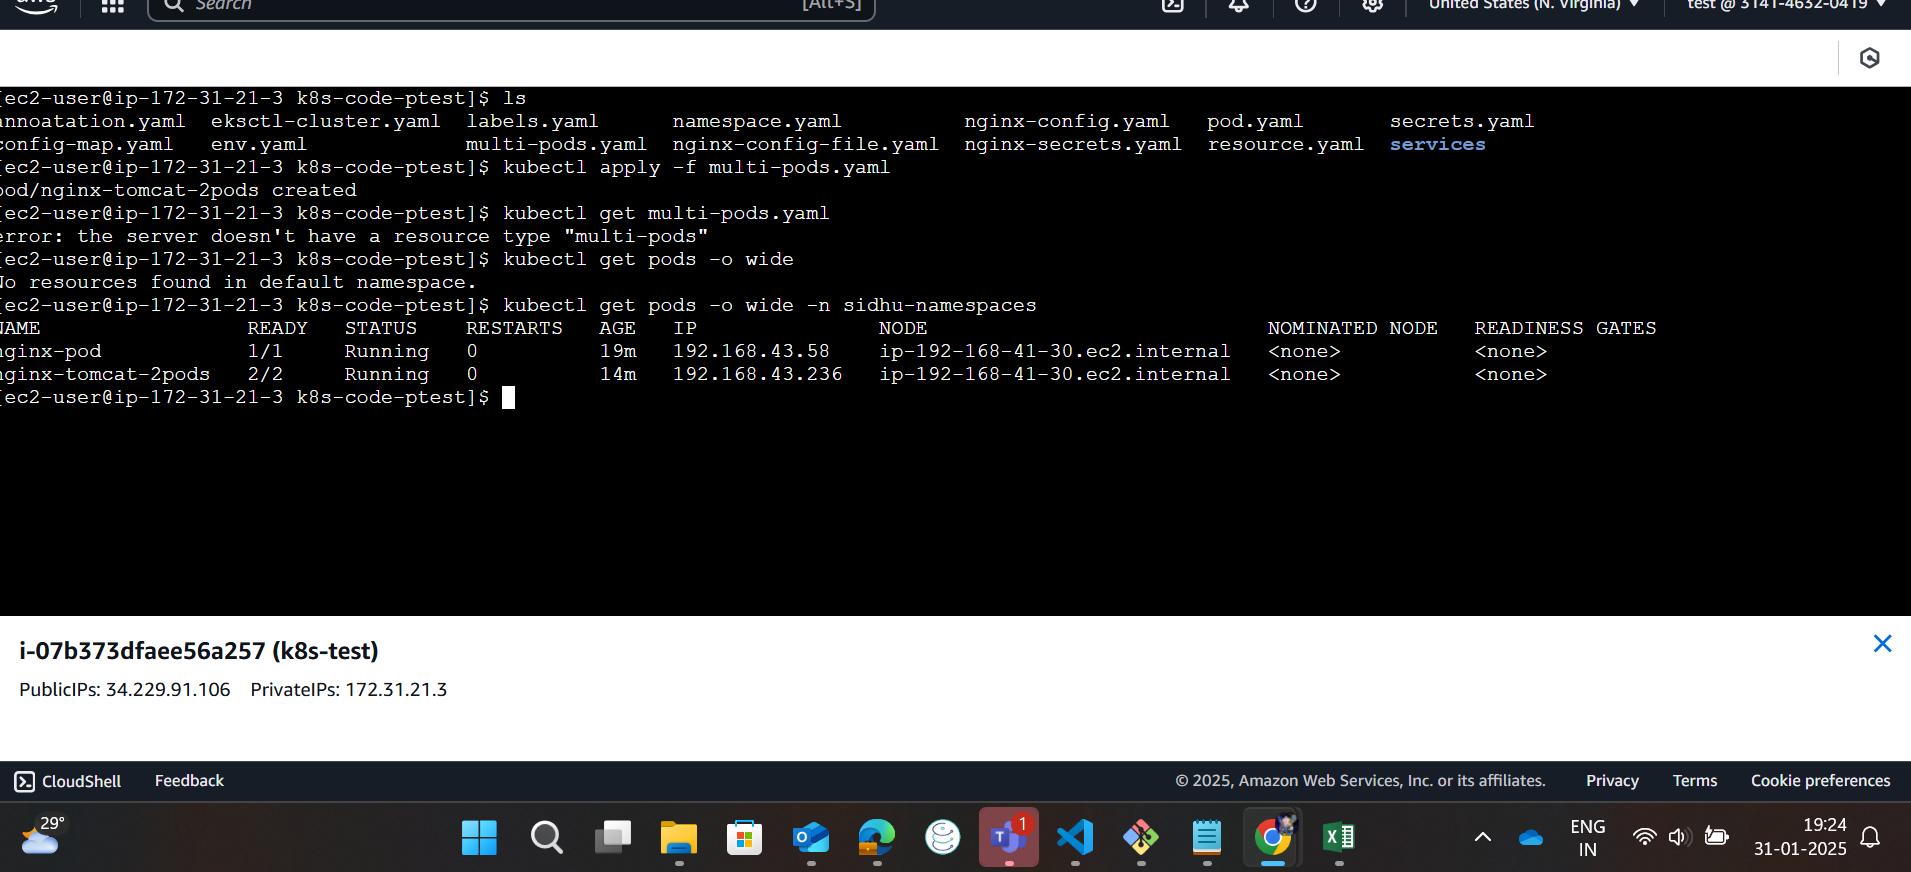 Search [Alt+S] United States (N. Virginia) test @ 3141-4632-0419
[ec2-user@ip-172-31-21-3 k8s-code-ptest]$ ls
annoatation.yaml eksctl-cluster.yaml labels.yaml namespace.yaml nginx-config.yaml pod.yaml secrets.yaml
config-map.yaml env.yaml multi-pods.yaml nginx-config-file.yaml nginx-secrets.yaml resource.yaml services
[ec2-user@ip-172-31-21-3 k8s-code-ptest]$ kubectl apply -f multi-pods.yaml
pod/nginx-tomcat-2pods created
[ec2-user@ip-172-31-21-3 k8s-code-ptest]$ kubectl get multi-pods.yaml
error: the server doesn't have a resource type "multi-pods"
[ec2-user@ip-172-31-21-3 k8s-code-ptest]$ kubectl get pods -o wide
No resources found in default namespace.
[ec2-user@ip-172-31-21-3 k8s-code-ptest]$ kubectl get pods -o wide -n sidhu-namespaces
NAME READY STATUS RESTARTS AGE IP NODE NOMINATED NODE READINESS GATES
nginx-pod 1/1 Running 0 19m 192.168.43.58 ip-192-168-41-30.ec2.internal <none> <none>
nginx-tomcat-2pods 2/2 Running 0 14m 192.168.43.236 ip-192-168-41-30.ec2.internal <none> <none>
[ec2-user@ip-172-31-21-3 k8s-code-ptest]$
i-07b373dfaee56a257 (k8s-test)
PublicIPs: 34.229.91.106 PrivateIPs: 172.31.21.3
CloudShell Feedback © 2025, Amazon Web Services, Inc. or its affiliates. Privacy Terms Cookie preferences
29° 1 ENG 19:24
IN 31-01-2025